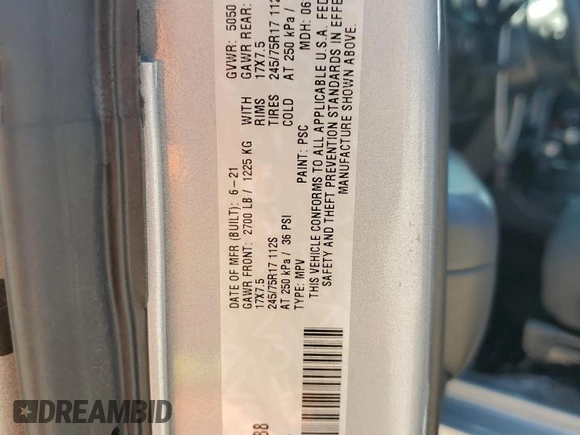 DATE OF MFR (BUILT): 6-21 GVWR: 5050
GAWR FRONT: 2700 LB / 1225 KG WITH GAWR REAR:
17X7.5 RIMS 17X7.5
245/75R17 112S TIRES 245/75R17 112
AT 250 kPa / 36 PSI COLD AT 250 kPa /
TYPE: MPV PAINT: PSC MDH: 06
THIS VEHICLE CONFORMS TO ALL APPLICABLE U.S.A. FED
SAFETY AND THEFT PREVENTION STANDARDS IN EFFE
MANUFACTURE SHOWN ABOVE.
DREAMBID